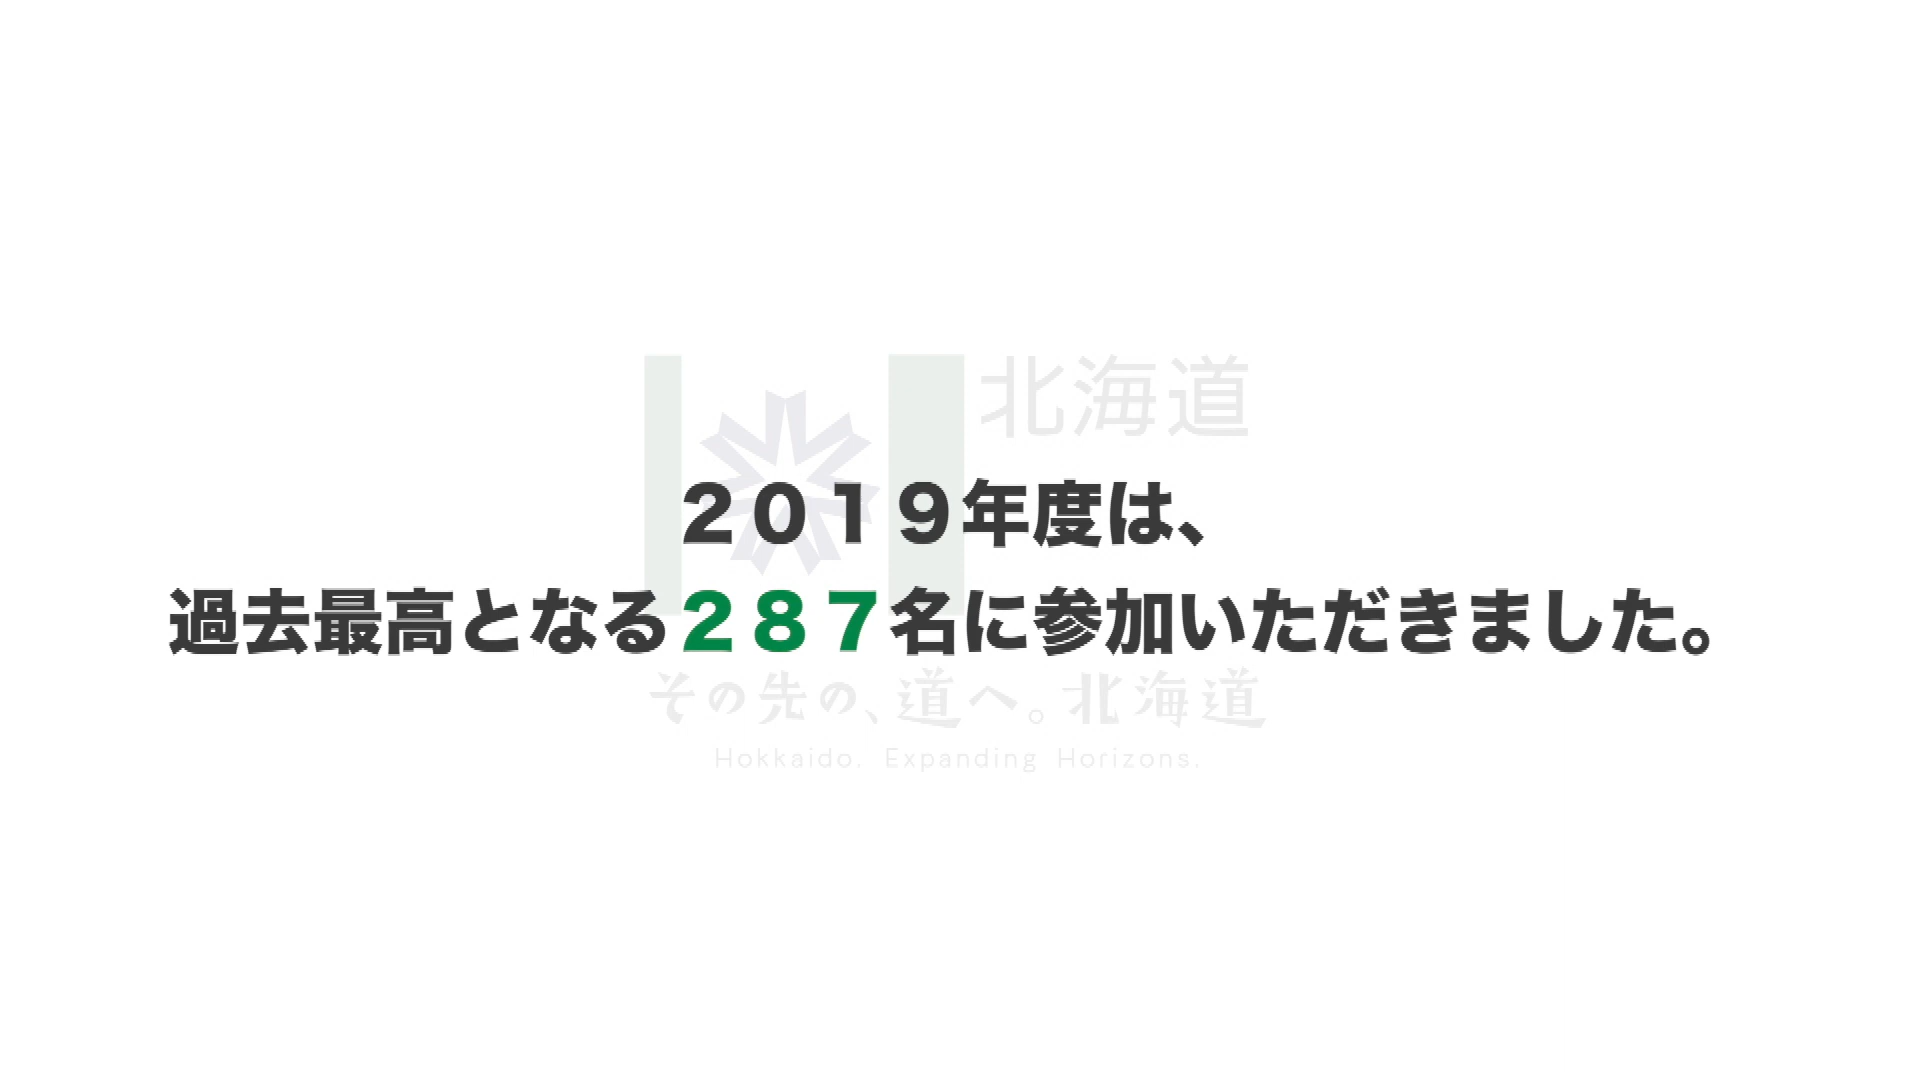 北海道
２０１９年度は、
過去最高となる２８７名に参加いただきました。
その先の、道へ。北海道
Hokkaido. Expanding Horizons.